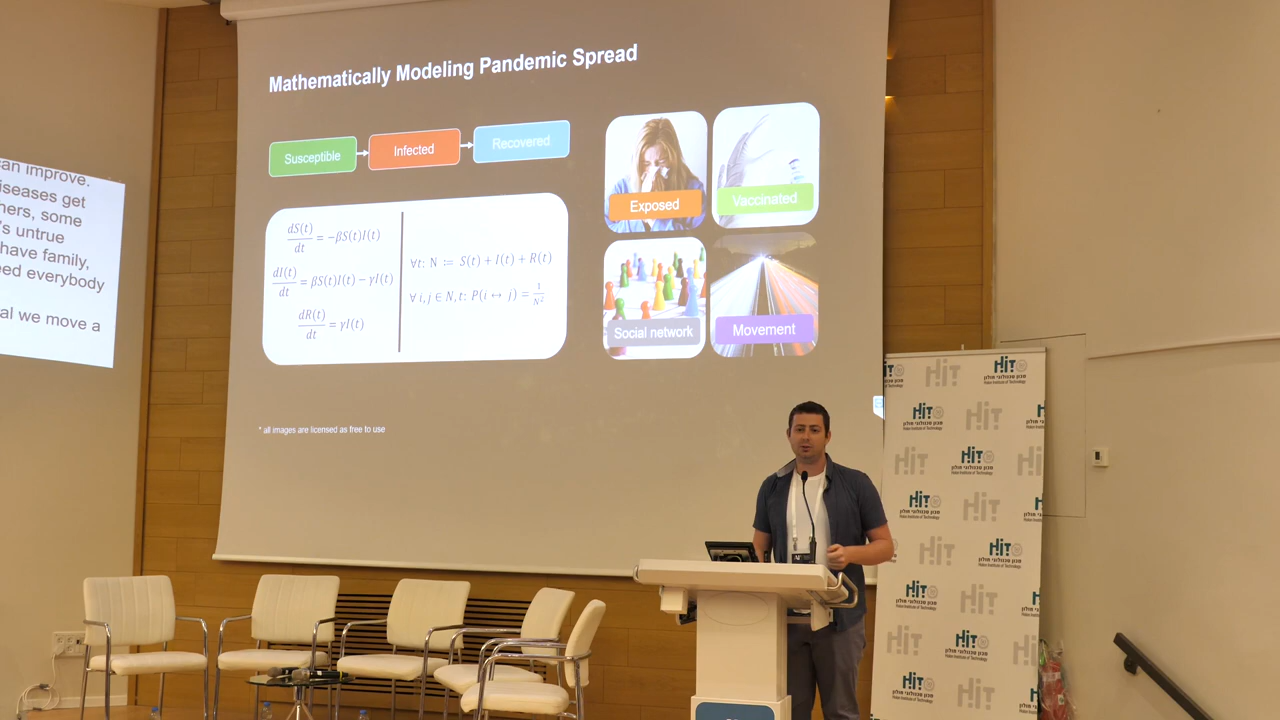 can improve.
iseases get
hers, some
's untrue
have family,
eed everybody
al we move a
Mathematically Modeling Pandemic Spread
Susceptible
Infected
Recovered
dS(t)/dt = −βS(t)I(t)
dI(t)/dt = βS(t)I(t) − γI(t)
dR(t)/dt = γI(t)
∀t: N ≔ S(t) + I(t) + R(t)
∀ i, j ∈ N, t: P(i ↔ j) = 1/N²
Exposed
Vaccinated
Social network
Movement
* all images are licensed as free to use
HiT
מכון טכנולוגי חולון
Holon Institute of Technology